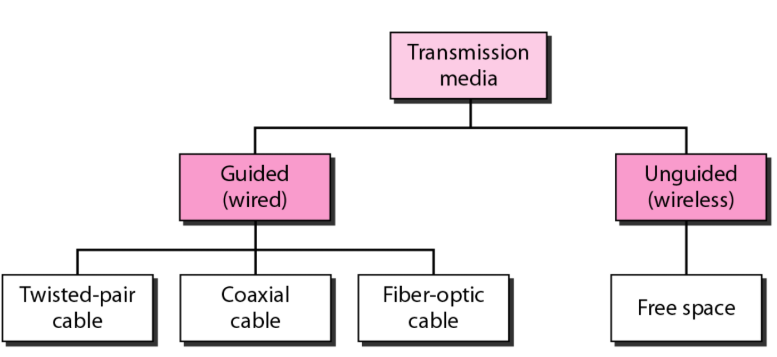 Transmission
media
Guided
(wired)
Unguided
(wireless)
Twisted-pair
cable
Coaxial
cable
Fiber-optic
cable
Free space